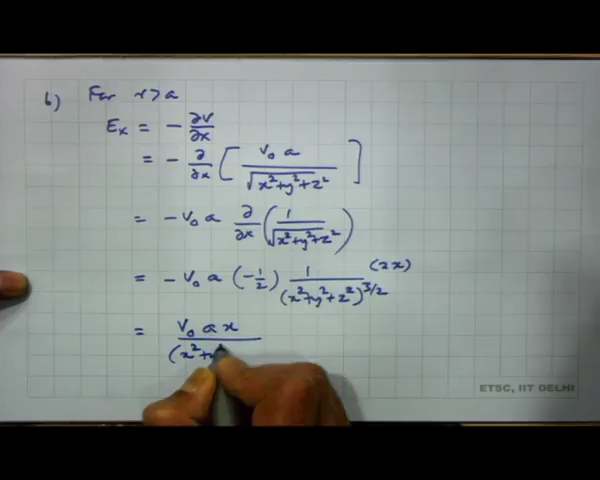 b) For r>a
Ex = - ∂V/∂x
= - ∂/∂x [ V₀ a / √(x²+y²+z²) ]
= - V₀ a ∂/∂x ( 1 / √(x²+y²+z²) )
= - V₀ a (-1/2) 1/(x²+y²+z²)^3/2 (2x)
= V₀ a x / (x²+y
ETSC, IIT DELHI